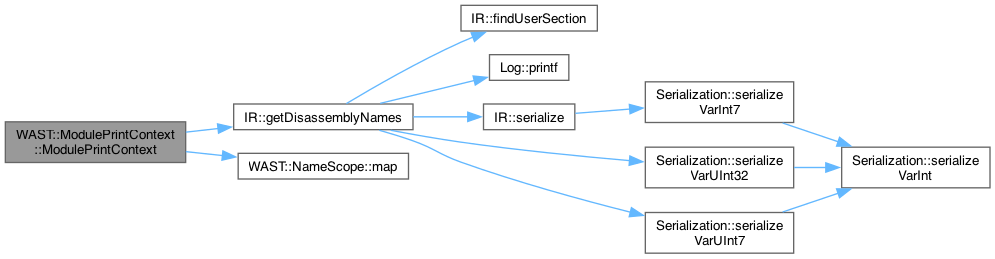 IR::findUserSection
Log::printf
Serialization::serialize
VarInt7
IR::getDisassemblyNames
IR::serialize
WAST::ModulePrintContext
::ModulePrintContext
WAST::NameScope::map
Serialization::serialize
VarUInt32
Serialization::serialize
VarInt
Serialization::serialize
VarUInt7